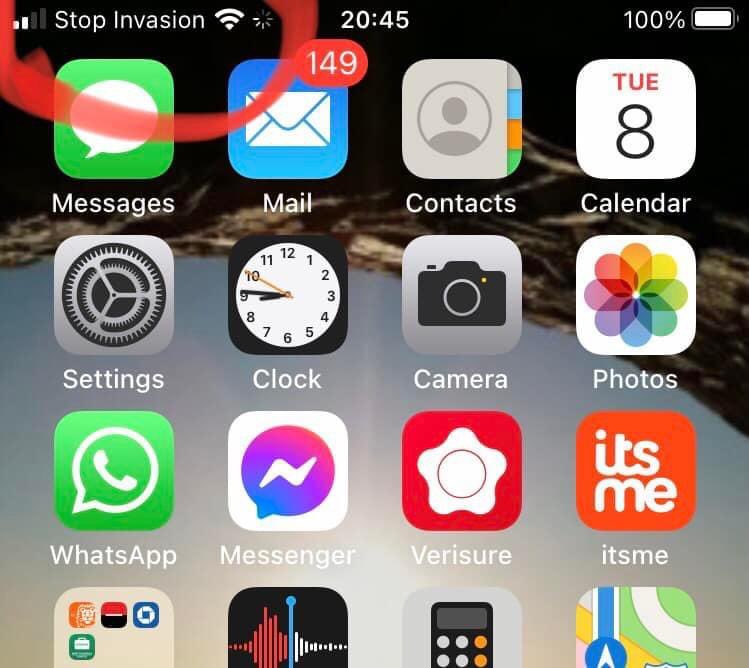 Stop Invasion 20:45 100%
149
TUE
8
Messages Mail Contacts Calendar
12
11 1
10 2
9 3
8 4
7 5
6
Settings Clock Camera Photos
its
me
WhatsApp Messenger Verisure itsme